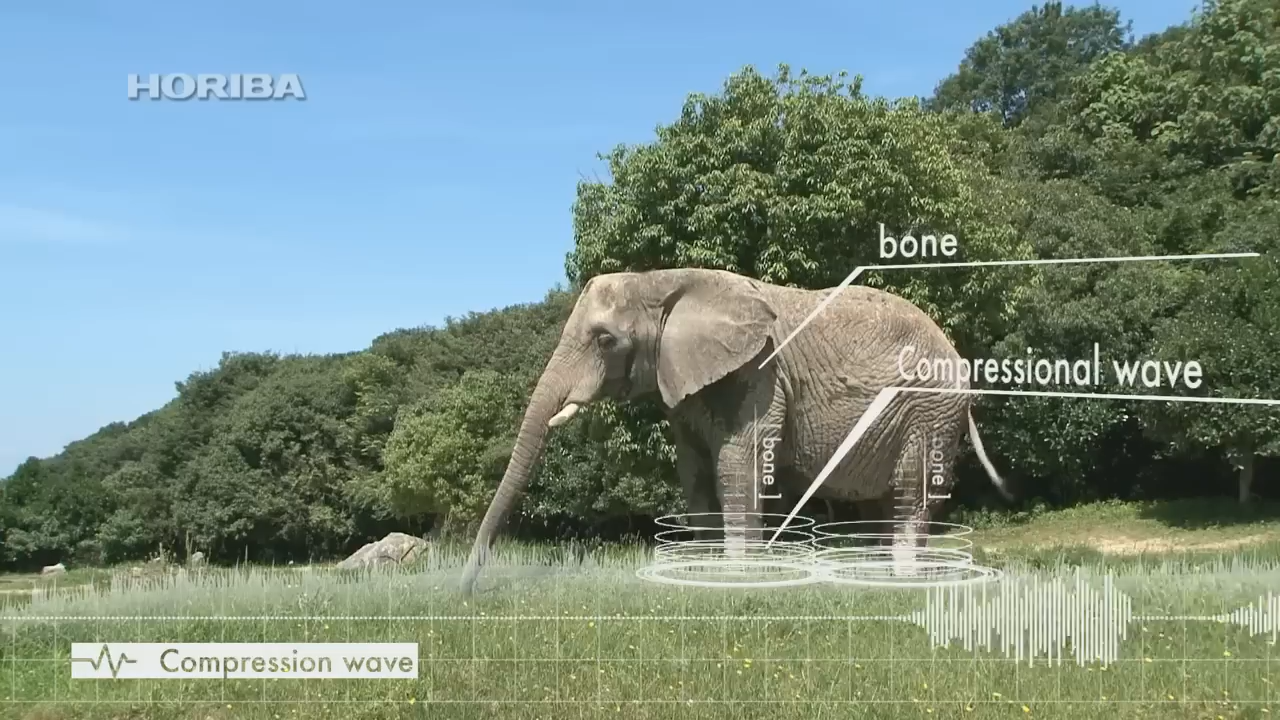 HORIBA
bone
Compressional wave
[ bone ]
[ bone ]
Compression wave